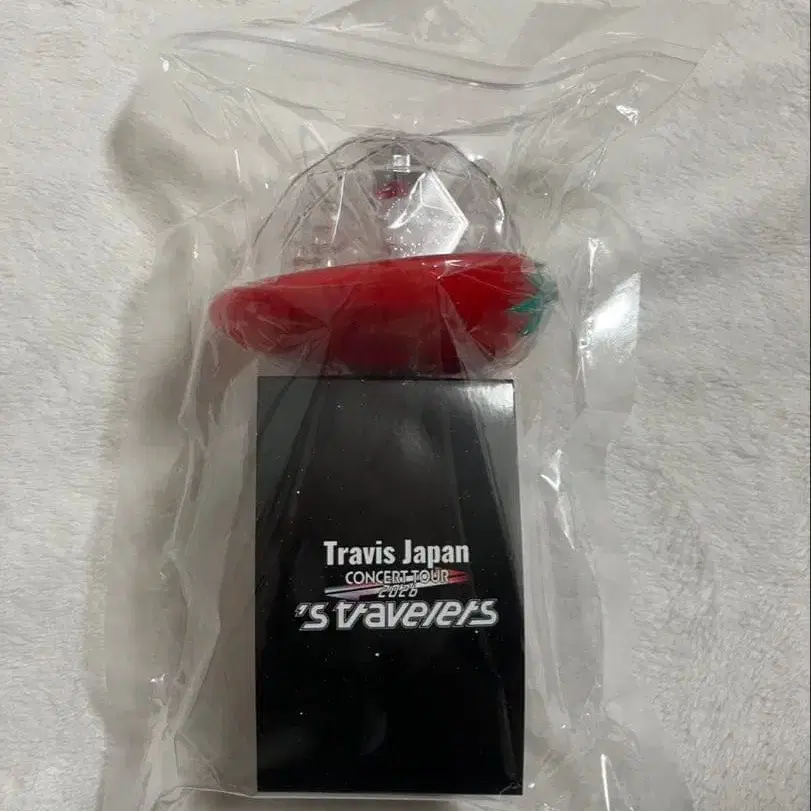 Travis Japan
CONCERT TOUR
2026
's travelers